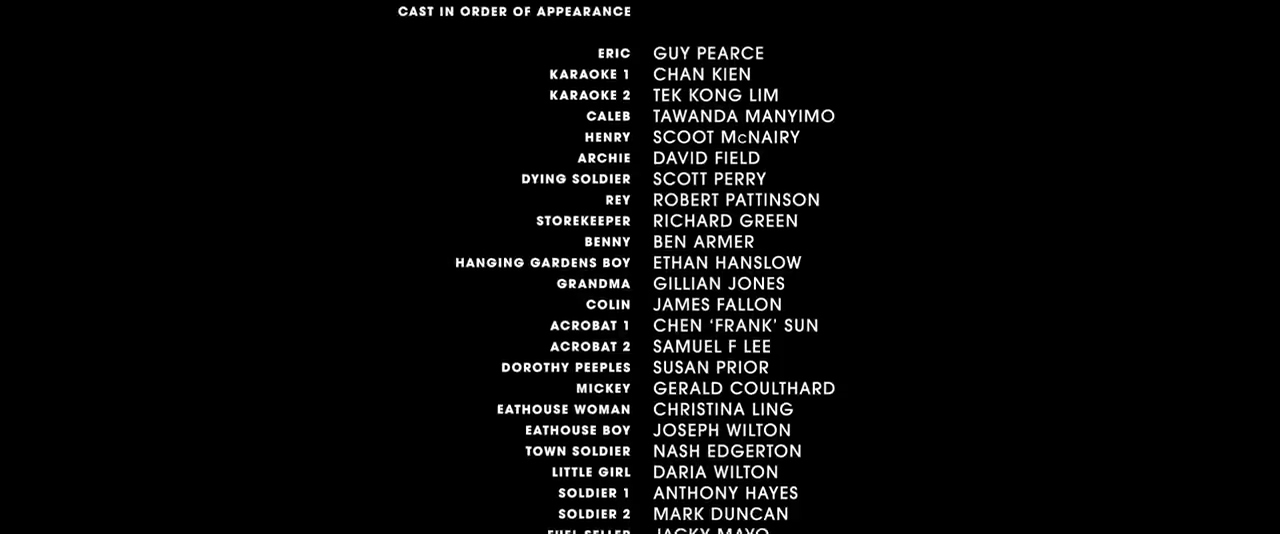 CAST IN ORDER OF APPEARANCE
ERIC GUY PEARCE
KARAOKE 1 CHAN KIEN
KARAOKE 2 TEK KONG LIM
CALEB TAWANDA MANYIMO
HENRY SCOOT McNAIRY
ARCHIE DAVID FIELD
DYING SOLDIER SCOTT PERRY
REY ROBERT PATTINSON
STOREKEEPER RICHARD GREEN
BENNY BEN ARMER
HANGING GARDENS BOY ETHAN HANSLOW
GRANDMA GILLIAN JONES
COLIN JAMES FALLON
ACROBAT 1 CHEN ‘FRANK’ SUN
ACROBAT 2 SAMUEL F LEE
DOROTHY PEEPLES SUSAN PRIOR
MICKEY GERALD COULTHARD
EATHOUSE WOMAN CHRISTINA LING
EATHOUSE BOY JOSEPH WILTON
TOWN SOLDIER NASH EDGERTON
LITTLE GIRL DARIA WILTON
SOLDIER 1 ANTHONY HAYES
SOLDIER 2 MARK DUNCAN
FUEL SELLER JACKY MAYO